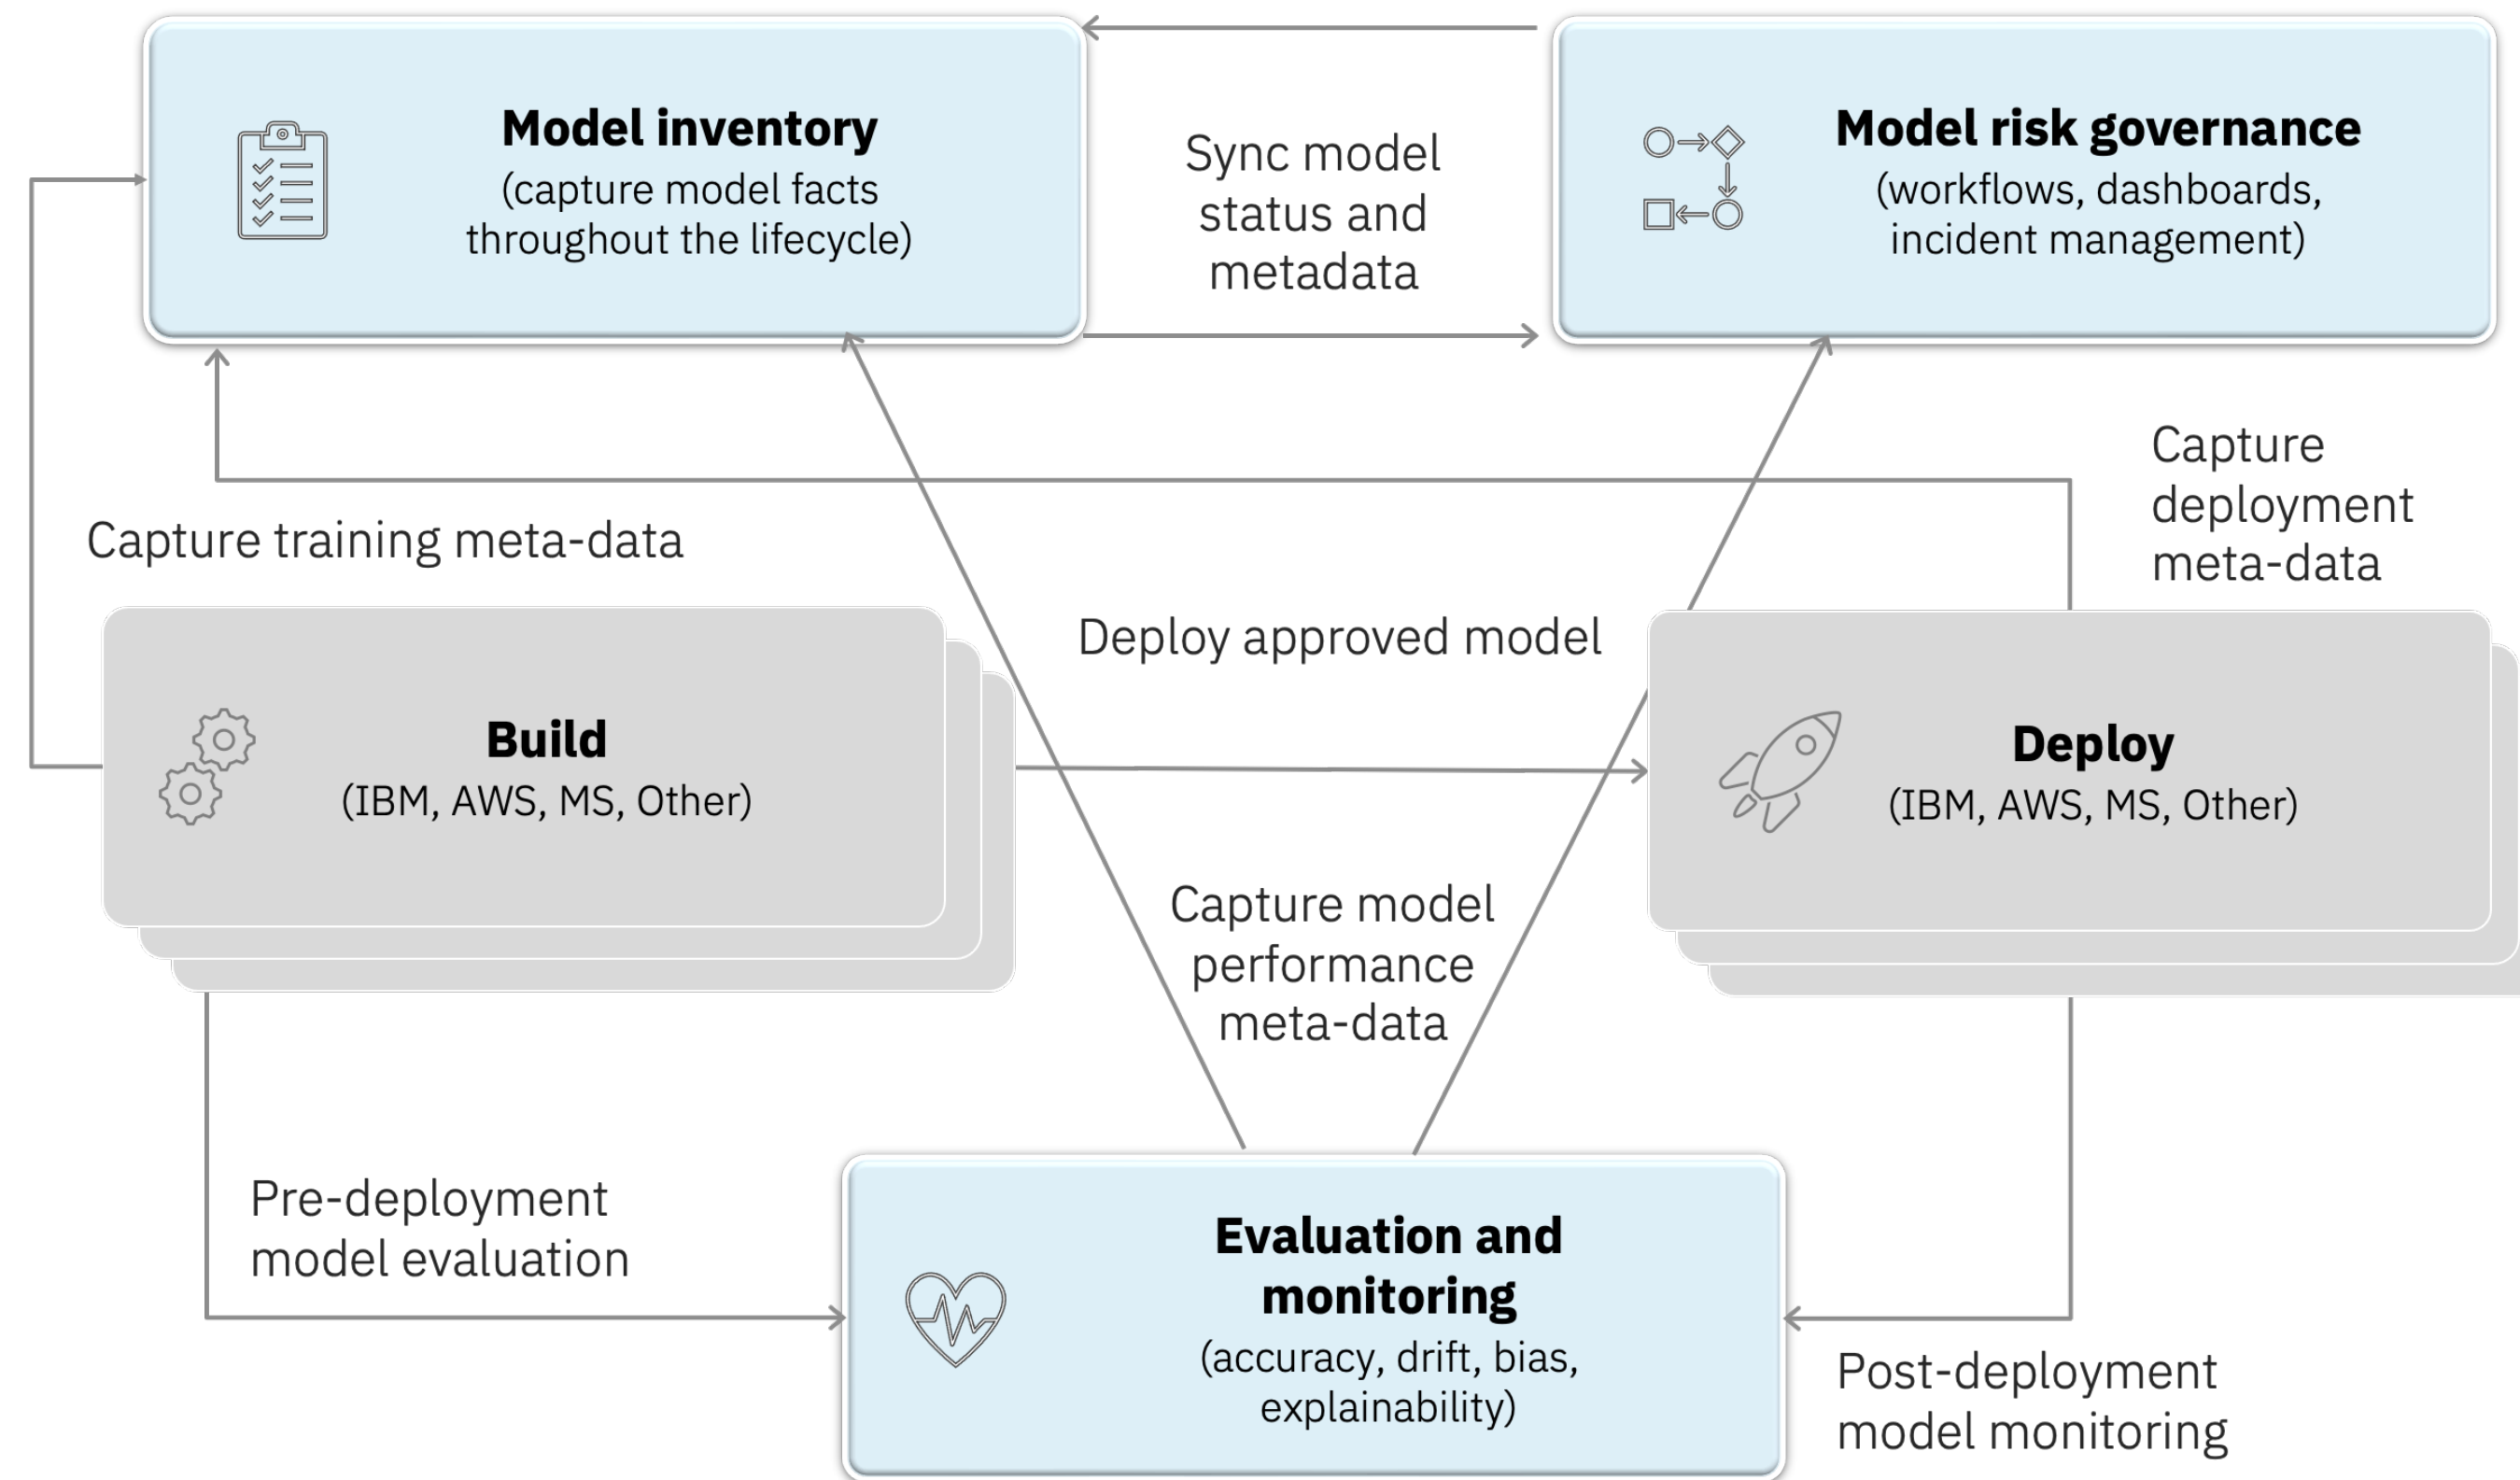 Model inventory
(capture model facts
throughout the lifecycle)
Sync model
status and
metadata
Model risk governance
(workflows, dashboards,
incident management)
Capture
deployment
meta-data
Capture training meta-data
Deploy approved model
Build
(IBM, AWS, MS, Other)
Deploy
(IBM, AWS, MS, Other)
Capture model
performance
meta-data
Pre-deployment
model evaluation
Evaluation and
monitoring
(accuracy, drift, bias,
explainability)
Post-deployment
model monitoring